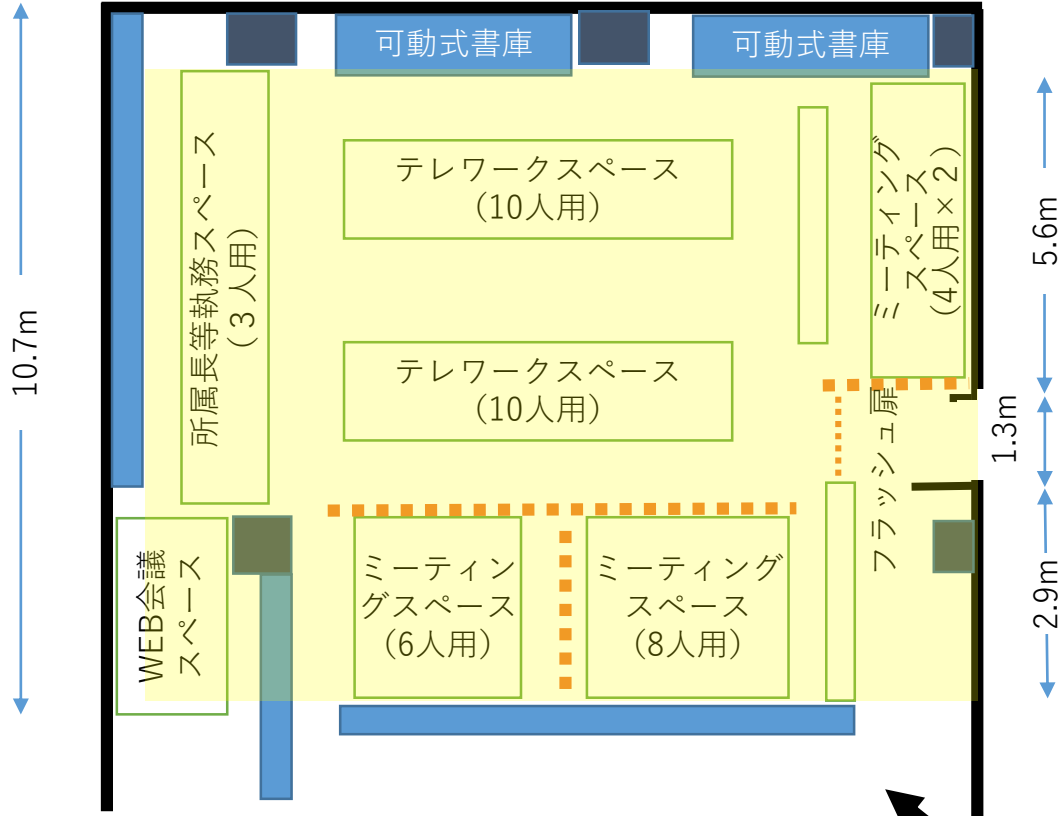 可動式書庫
可動式書庫
テレワークスペース
(10人用)
ミーティング
スペース
(4人用×２)
5.6m
所属長等執務スペース
(３人用)
10.7m
テレワークスペース
(10人用)
フラッシュ扉
1.3m
WEB会議
スペース
ミーティン
グスペース
(6人用)
ミーティング
スペース
(8人用)
2.9m